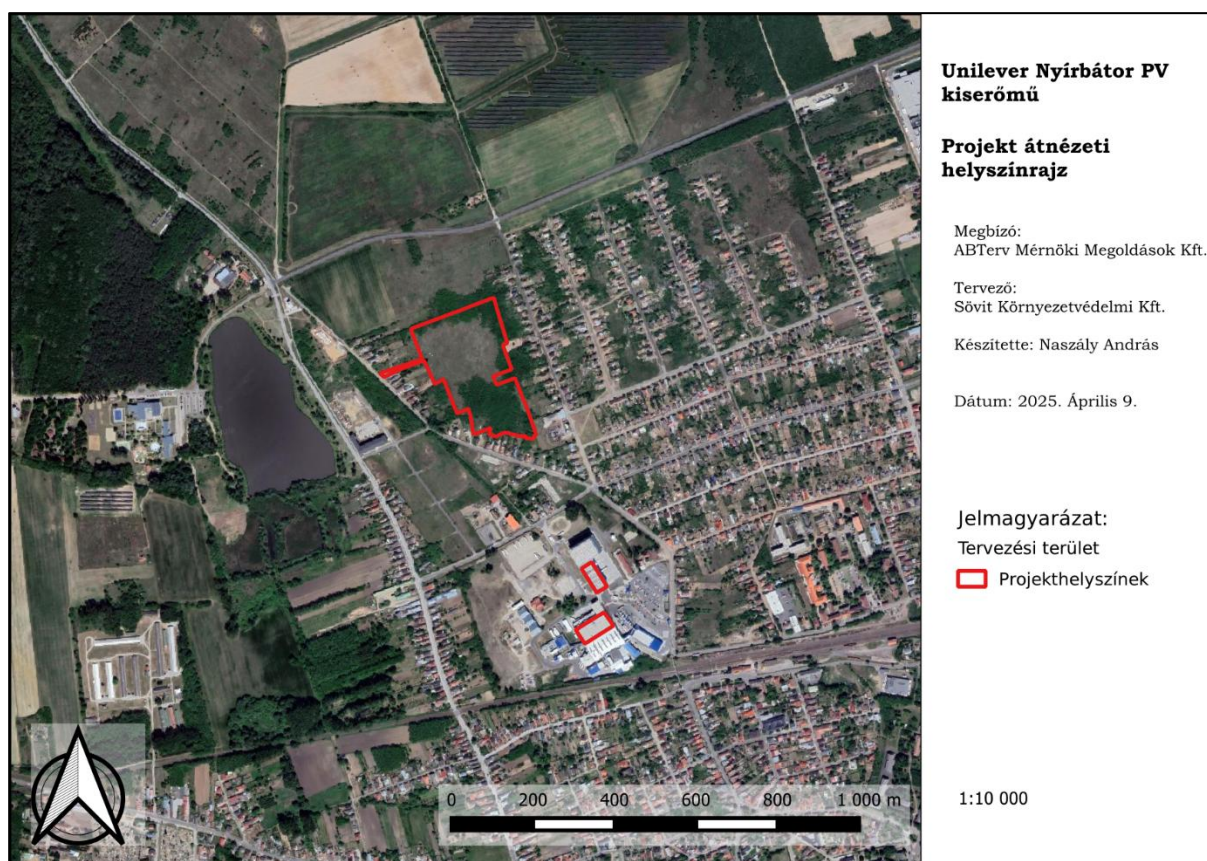 Unilever Nyírbátor PV
kiserőmű
Projekt átnézeti
helyszínrajz
Megbízó:
ABTerv Mérnöki Megoldások Kft.
Tervező:
Sövit Környezetvédelmi Kft.
Készítette: Naszály András
Dátum: 2025. Április 9.
Jelmagyarázat:
Tervezési terület
Projekthelyszínek
0 200 400 600 800 1 000 m
1:10 000